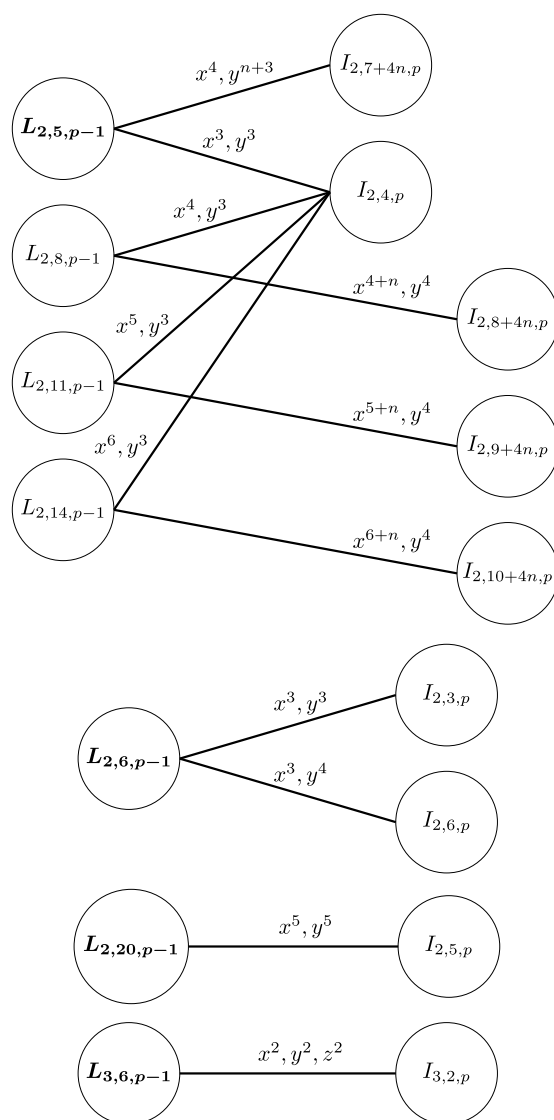 x^4, y^{n+3}
I_{2,7+4n,p}
L_{2,5,p−1}
x^3, y^3
x^4, y^3
I_{2,4,p}
L_{2,8,p−1}
x^{4+n}, y^4
I_{2,8+4n,p}
x^5, y^3
L_{2,11,p−1}
x^{5+n}, y^4
I_{2,9+4n,p}
x^6, y^3
L_{2,14,p−1}
x^{6+n}, y^4
I_{2,10+4n,p}
x^3, y^3
I_{2,3,p}
L_{2,6,p−1}
x^3, y^4
I_{2,6,p}
L_{2,20,p−1}
x^5, y^5
I_{2,5,p}
L_{3,6,p−1}
x^2, y^2, z^2
I_{3,2,p}